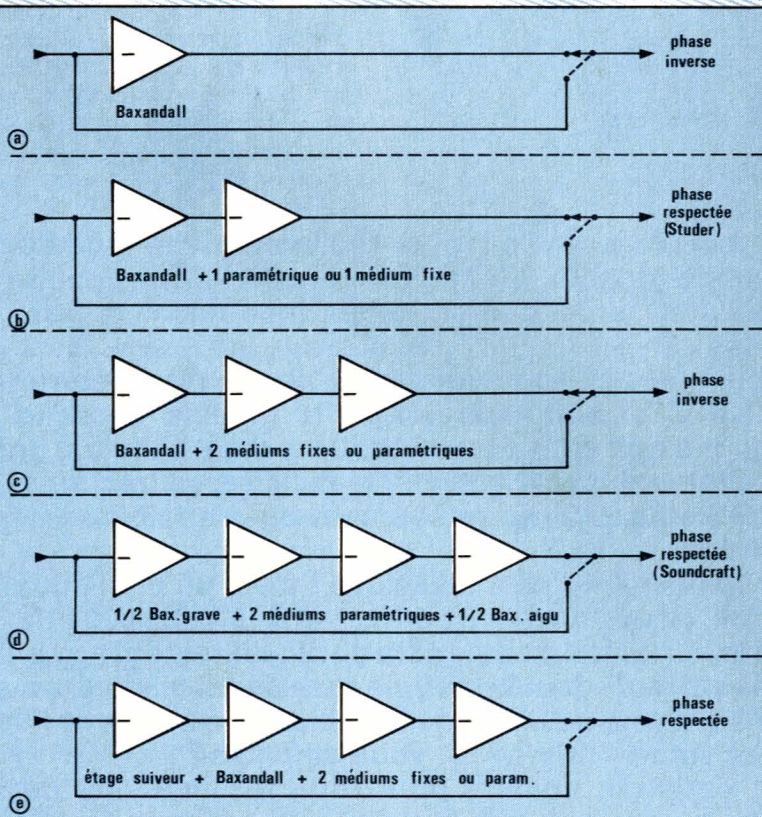 phase
inverse
−
Baxandall
ⓐ
phase
respectée
(Studer)
− −
Baxandall + 1 paramétrique ou 1 médium fixe
ⓑ
phase
inverse
− − −
Baxandall + 2 médiums fixes ou paramétriques
ⓒ
phase
respectée
(Soundcraft)
− − − −
1/2 Bax.grave + 2 médiums paramétriques + 1/2 Bax. aigu
ⓓ
phase
respectée
− − − −
étage suiveur + Baxandall + 2 médiums fixes ou param.
ⓔ